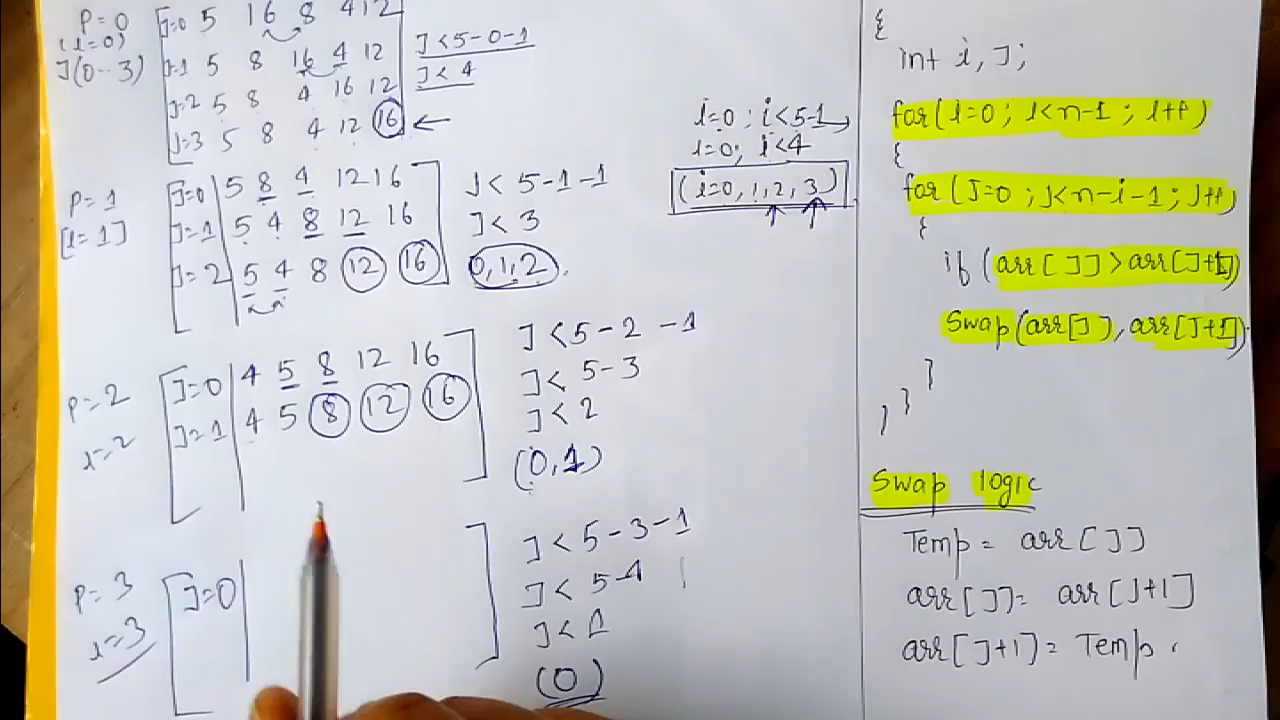 P=0
(i=0)
J(0--3)
J=0 5 16 8 4 12
J=1 5 8 16 4 12
J=2 5 8 4 16 12
J=3 5 8 4 12 16
J<5-0-1
J<4
P=1
[i=1]
J=0 5 8 4 12 16
J=1 5 4 8 12 16
J=2 5 4 8 12 16
J<5-1-1
J<3
0,1,2
P=2
i=2
J=0 4 5 8 12 16
J=1 4 5 8 12 16
J<5-2-1
J<5-3
J<2
(0,1)
P=3
i=3
J=0
J<5-3-1
J<5-4
J<1
(0)
i=0; i<5-1
i=0; i<4
(i=0,1,2,3)
{
int i, J;
for(i=0; i<n-1; i++)
{
for(J=0; J<n-i-1; J++)
{
if (arr[J]>arr[J+1])
Swap(arr[J], arr[J+1]);
}
}
}
Swap logic
Temp = arr[J]
arr[J]= arr[J+1]
arr[J+1]= Temp.